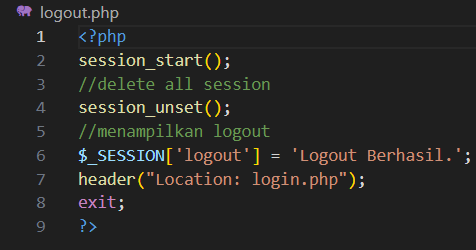 logout.php
1 <?php
2 session_start();
3 //delete all session
4 session_unset();
5 //menampilkan logout
6 $_SESSION['logout'] = 'Logout Berhasil.';
7 header("Location: login.php");
8 exit;
9 ?>